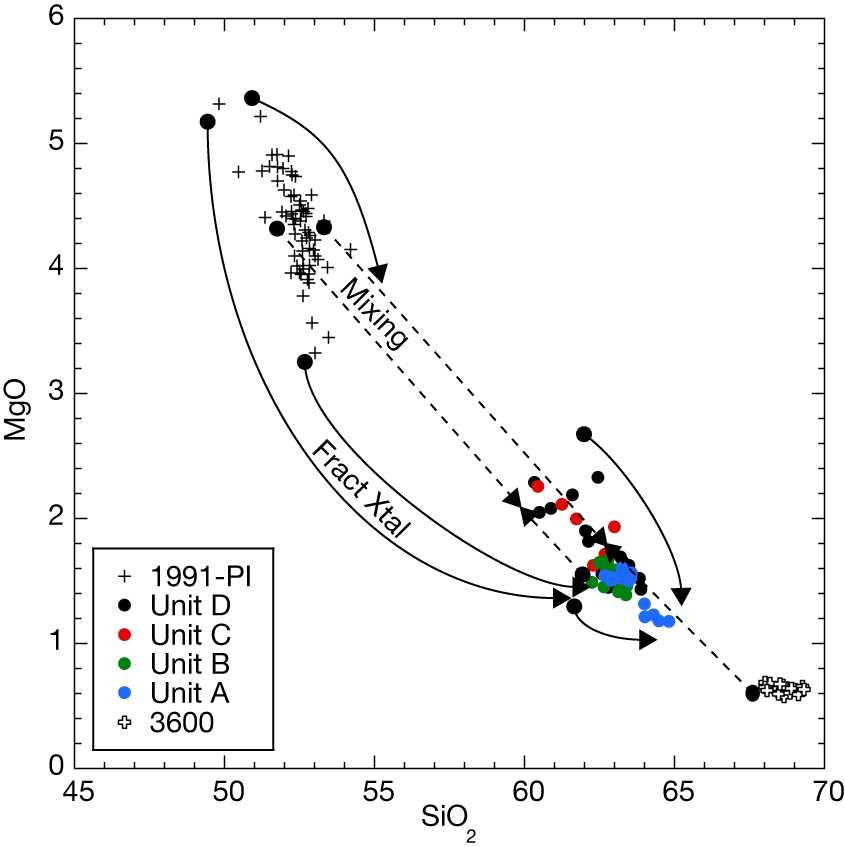 6
5
4
3
2
1
0
MgO
Mixing
Fract Xtal
1991-PI
Unit D
Unit C
Unit B
Unit A
3600
45 50 55 60 65 70
SiO2